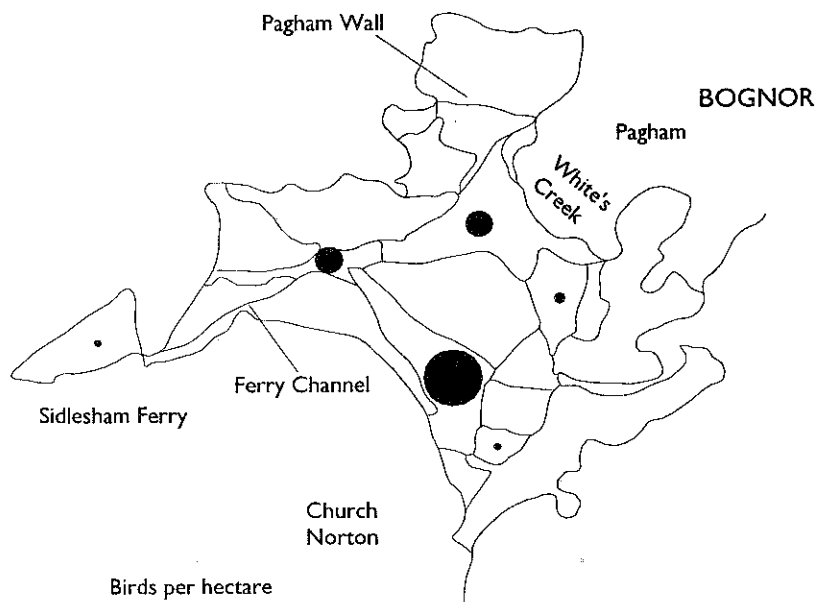 Pagham Wall
BOGNOR
Pagham
White's
Creek
Ferry Channel
Sidlesham Ferry
Church
Norton
Birds per hectare